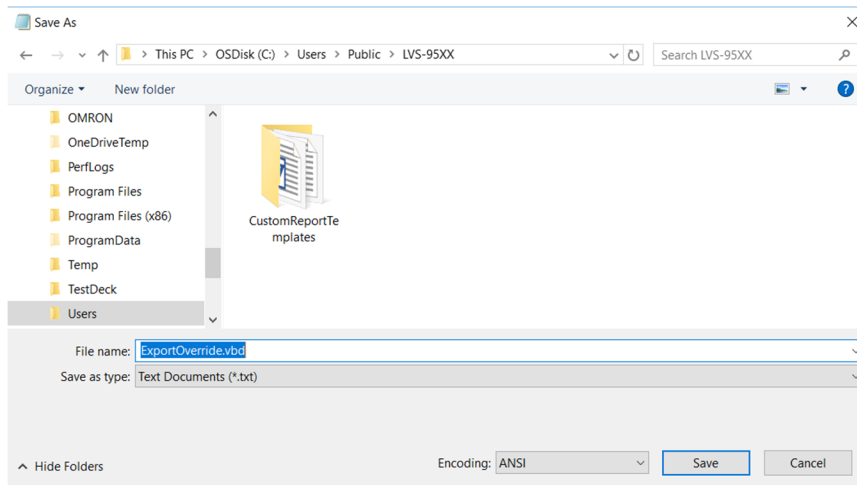 Save As
This PC > OSDisk (C:) > Users > Public > LVS-95XX
Search LVS-95XX
Organize
New folder
OMRON
OneDriveTemp
PerfLogs
Program Files
Program Files (x86)
ProgramData
Temp
TestDeck
Users
CustomReportTe
mplates
File name: ExportOverride.vbd
Save as type: Text Documents (*.txt)
Hide Folders
Encoding: ANSI
Save
Cancel